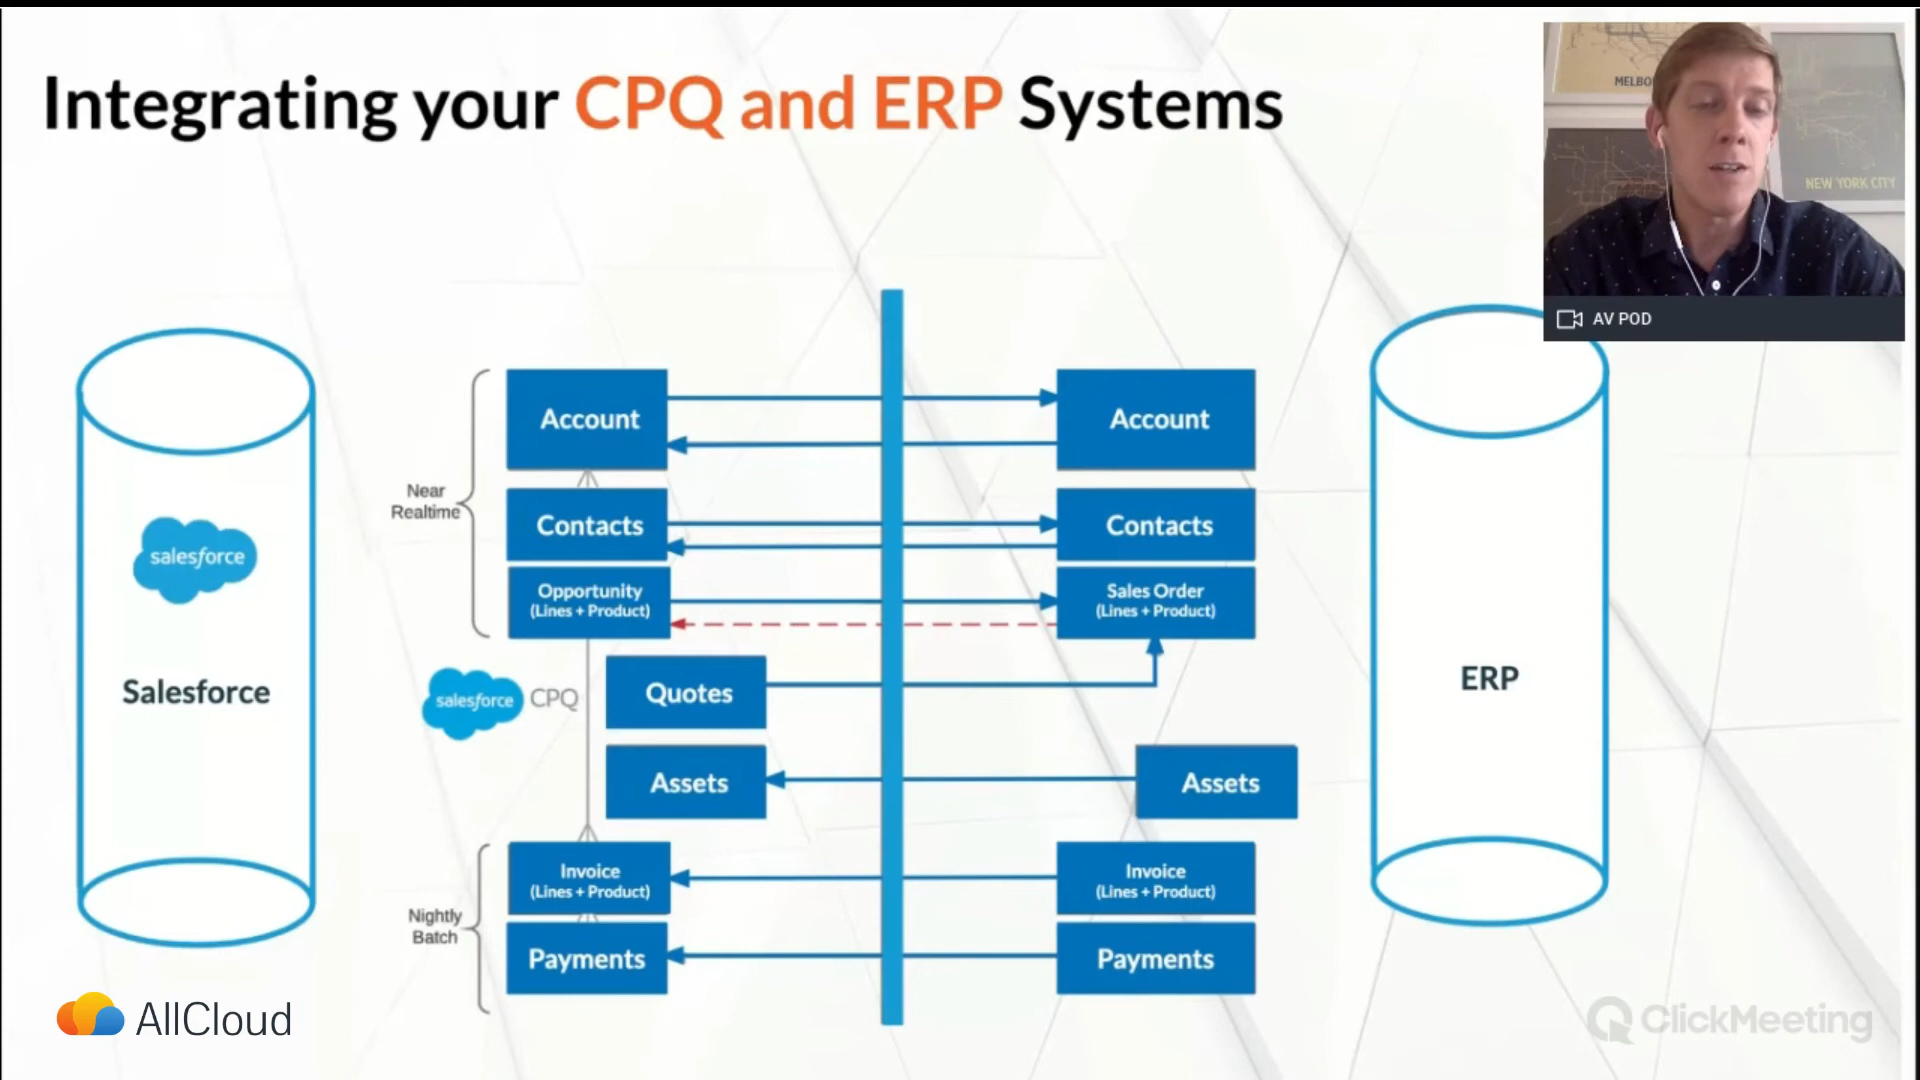 Integrating your CPQ and ERP Systems
MELBO
NEW YORK CITY
AV POD
salesforce
Salesforce
Near
Realtime
Account
Account
Contacts
Contacts
Opportunity
(Lines + Product)
Sales Order
(Lines + Product)
salesforce CPQ
Quotes
Assets
Assets
ERP
Nightly
Batch
Invoice
(Lines + Product)
Invoice
(Lines + Product)
Payments
Payments
AllCloud
ClickMeeting